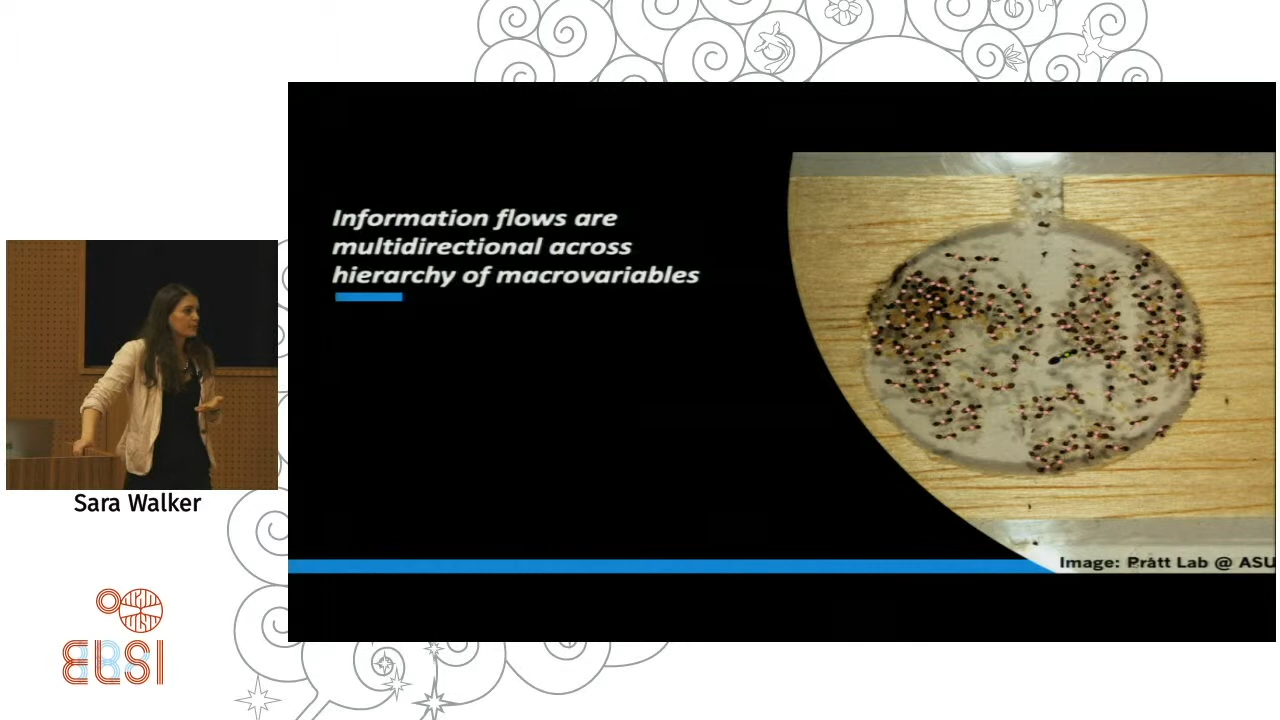 Information flows are
multidirectional across
hierarchy of macrovariables
Image: Pratt Lab @ ASU
Sara Walker
ELSI